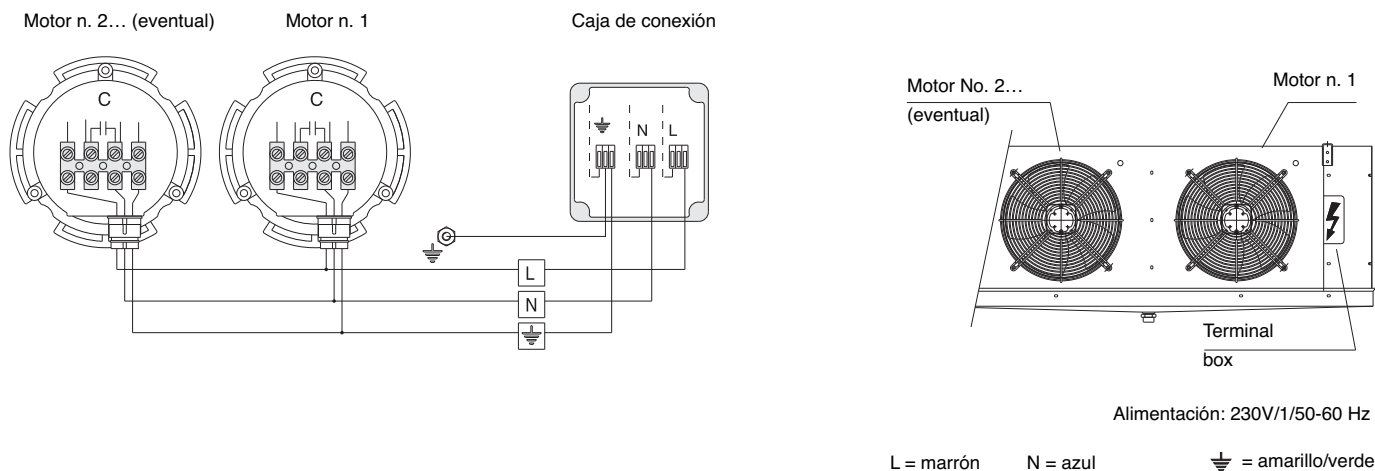 Motor n. 2… (eventual)
Motor n. 1
Caja de conexión
C
C
N
L
L
N
Motor No. 2…
(eventual)
Motor n. 1
Terminal
box
Alimentación: 230V/1/50-60 Hz
L = marrón
N = azul
= amarillo/verde